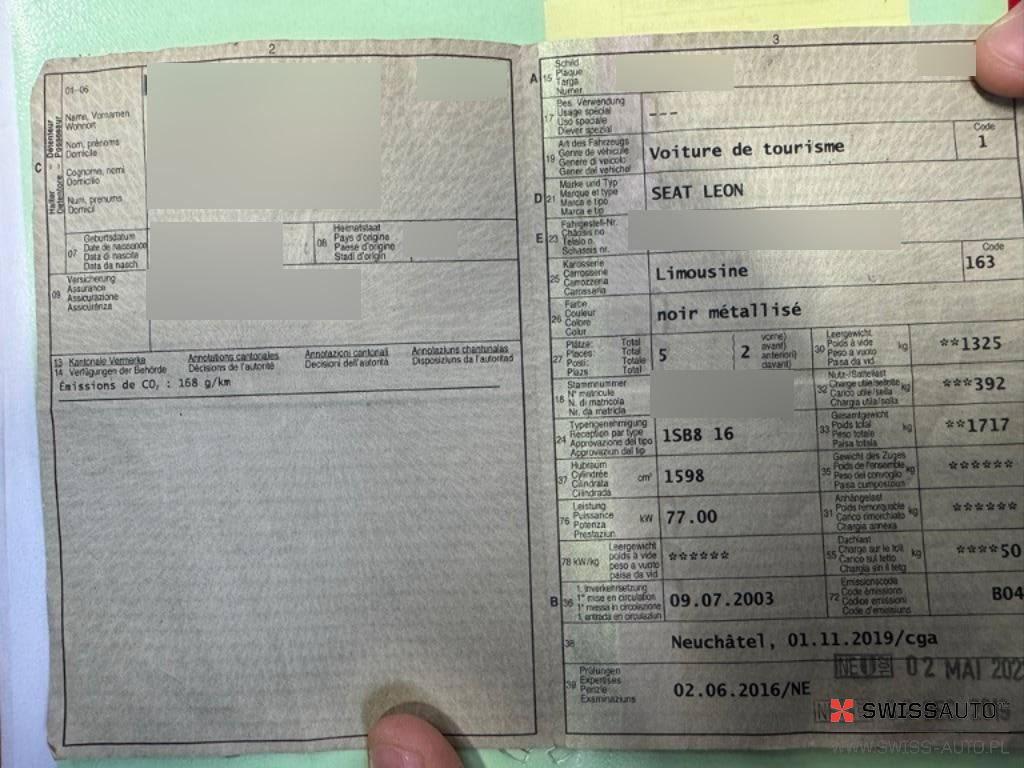 2
01-06
C
Halter - Détenteur
Detentore - Possessur
Name, Vornamen
Wohnort
Nom, prénoms
Domicile
Cognome, nomi
Domicilio
Num, prenums
Domicil
07
Geburtsdatum
Date de naissance
Data di nascita
Data da nasch
08
Heimatstaat
Pays d'origine
Paese d'origine
Stadi d'origin
09
Versicherung
Assurance
Assicurazione
Assicuranza
13 Kantonale Vermerke
14 Verfügungen der Behörde
Annotations cantonales
Décisions de l'autorité
Annotazioni cantonali
Decisioni dell'autorità
Annotaziuns chantunalas
Disposiziuns da l'autoritad
Émissions de CO₂ : 168 g/km
3
A 15
Schild
Plaque
Targa
Numer
17
Bes. Verwendung
Usage spécial
Uso speciale
Diever spezial
---
19
Art des Fahrzeugs
Genre de véhicule
Genere di veicolo
Gener dal vehichel
Voiture de tourisme
Code
1
D 21
Marke und Typ
Marque et type
Marca e tipo
Marca e tip
SEAT LEON
E 23
Fahrgestell-Nr.
Châssis no
Telaio n.
Schassis nr.
25
Karosserie
Carrosserie
Carrozzeria
Carossaria
Limousine
Code
163
26
Farbe
Couleur
Colore
Colur
noir métallisé
27
Plätze: Total
Places: Total
Posti: Totale
Plazs Total
5
2
vorne)
avant)
anteriori)
davant)
30
Leergewicht
Poids à vide
Peso a vuoto
Paisa da vid
kg
**1325
18
Stammnummer
N° matricule
N. di matricola
Nr. da matricla
32
Nutz-/Sattellast
Charge utile/sellette
Carico utile/sella
Chargia utila/sella
kg
***392
24
Typengenehmigung
Réception par type
Approvazione del tipo
Approvaziun dal tip
1SB8 16
33
Gesamtgewicht
Poids total
Peso totale
Paisa totala
kg
**1717
37
Hubraum
Cylindrée
Cilindrata
Cilindrada
cm³
1598
35
Gewicht des Zuges
Poids de l'ensemble
Peso del convoglio
Paisa cumposiziun
kg
******
76
Leistung
Puissance
Potenza
Prestaziun
kW
77.00
31
Anhängelast
Poids remorquable
Carico rimorchiato
Chargia annexa
kg
******
78 kW/kg
Leergewicht
poids à vide
peso a vuoto
paisa da vid
******
55
Dachlast
Charge sur le toit
Carico sul tetto
Chargia sin il tetg
kg
****50
B 36
1. Inverkehrsetzung
1re mise en circulation
1a messa in circolazione
1. entrada en circulaziun
09.07.2003
72
Emissionscode
Code émissions
Codice emissioni
Code d'emissiuns
B04
38
Neuchâtel, 01.11.2019/cga
39
Prüfungen
Expertises
Perizie
Examinaziuns
02.06.2016/NE
02 MAI 202
SWISSAUTO
WWW.SWISS-AUTO.PL